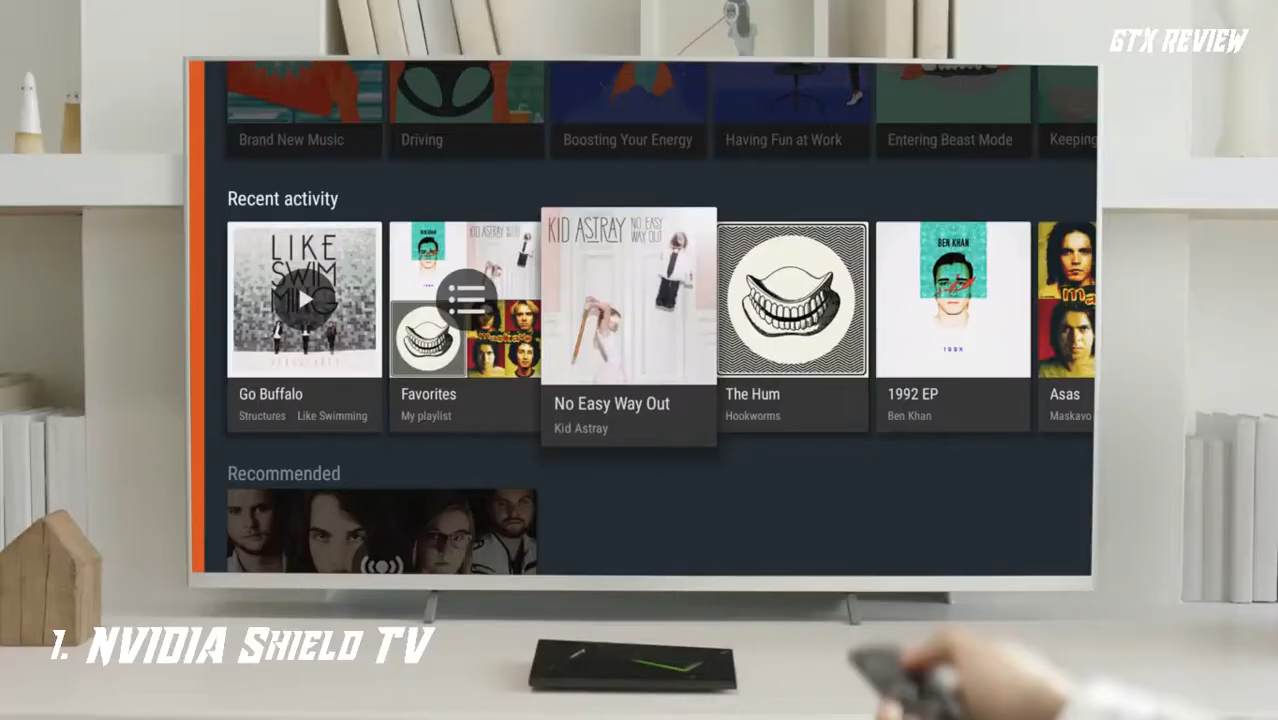 GTX REVIEW
Brand New Music
Driving
Boosting Your Energy
Having Fun at Work
Entering Beast Mode
Keeping
Recent activity
LIKE
SWIM
MING
KID ASTRAY NO EASY
WAY OUT
BEN KHAN
1992
Go Buffalo
Structures Like Swimming
Favorites
My playlist
No Easy Way Out
Kid Astray
The Hum
Hookworms
1992 EP
Ben Khan
Asas
Maskavo
Recommended
1. NVIDIA SHIELD TV